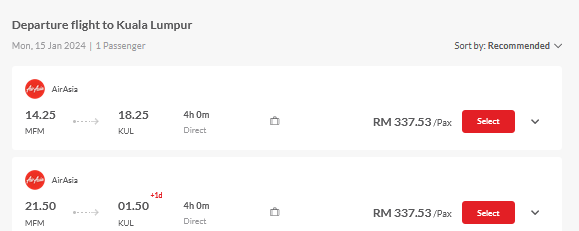 Departure flight to Kuala Lumpur
Mon, 15 Jan 2024 | 1 Passenger
Sort by: Recommended
AirAsia AirAsia
14.25 18.25 4h 0m RM 337.53 /Pax Select
MFM KUL Direct
AirAsia AirAsia
21.50 01.50 +1d 4h 0m RM 337.53 /Pax Select
MFM KUL Direct